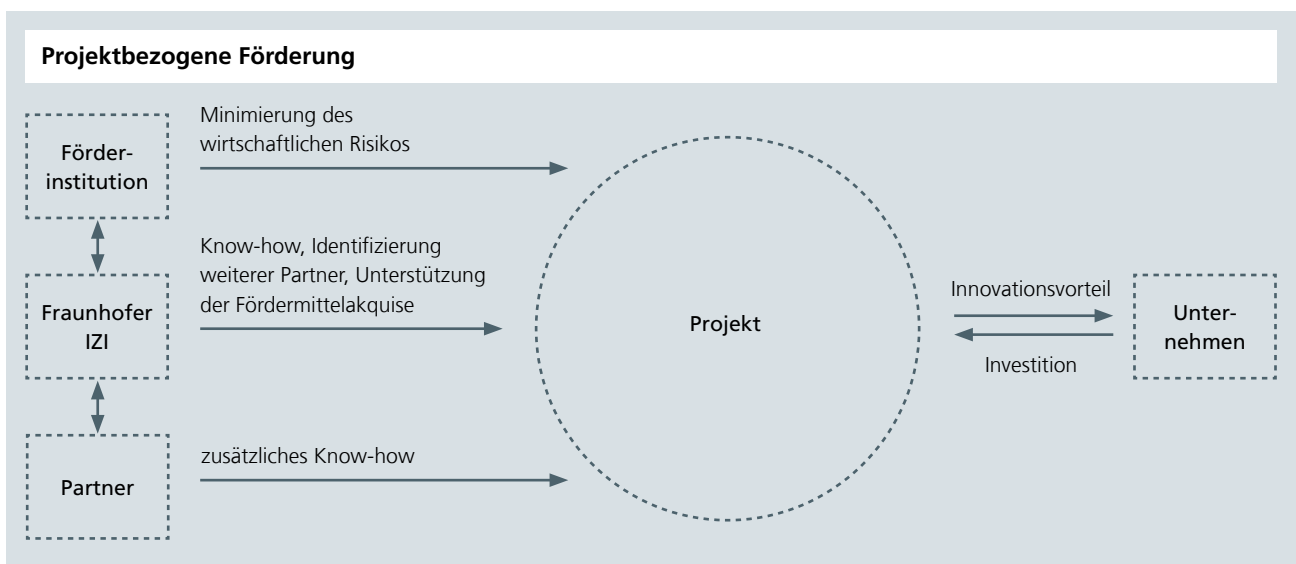 Projektbezogene Förderung
Förder-
institution
Minimierung des
wirtschaftlichen Risikos
Fraunhofer
IZI
Know-how, Identifizierung
weiterer Partner, Unterstützung
der Fördermittelakquise
Partner
zusätzliches Know-how
Projekt
Innovationsvorteil
Investition
Unter-
nehmen